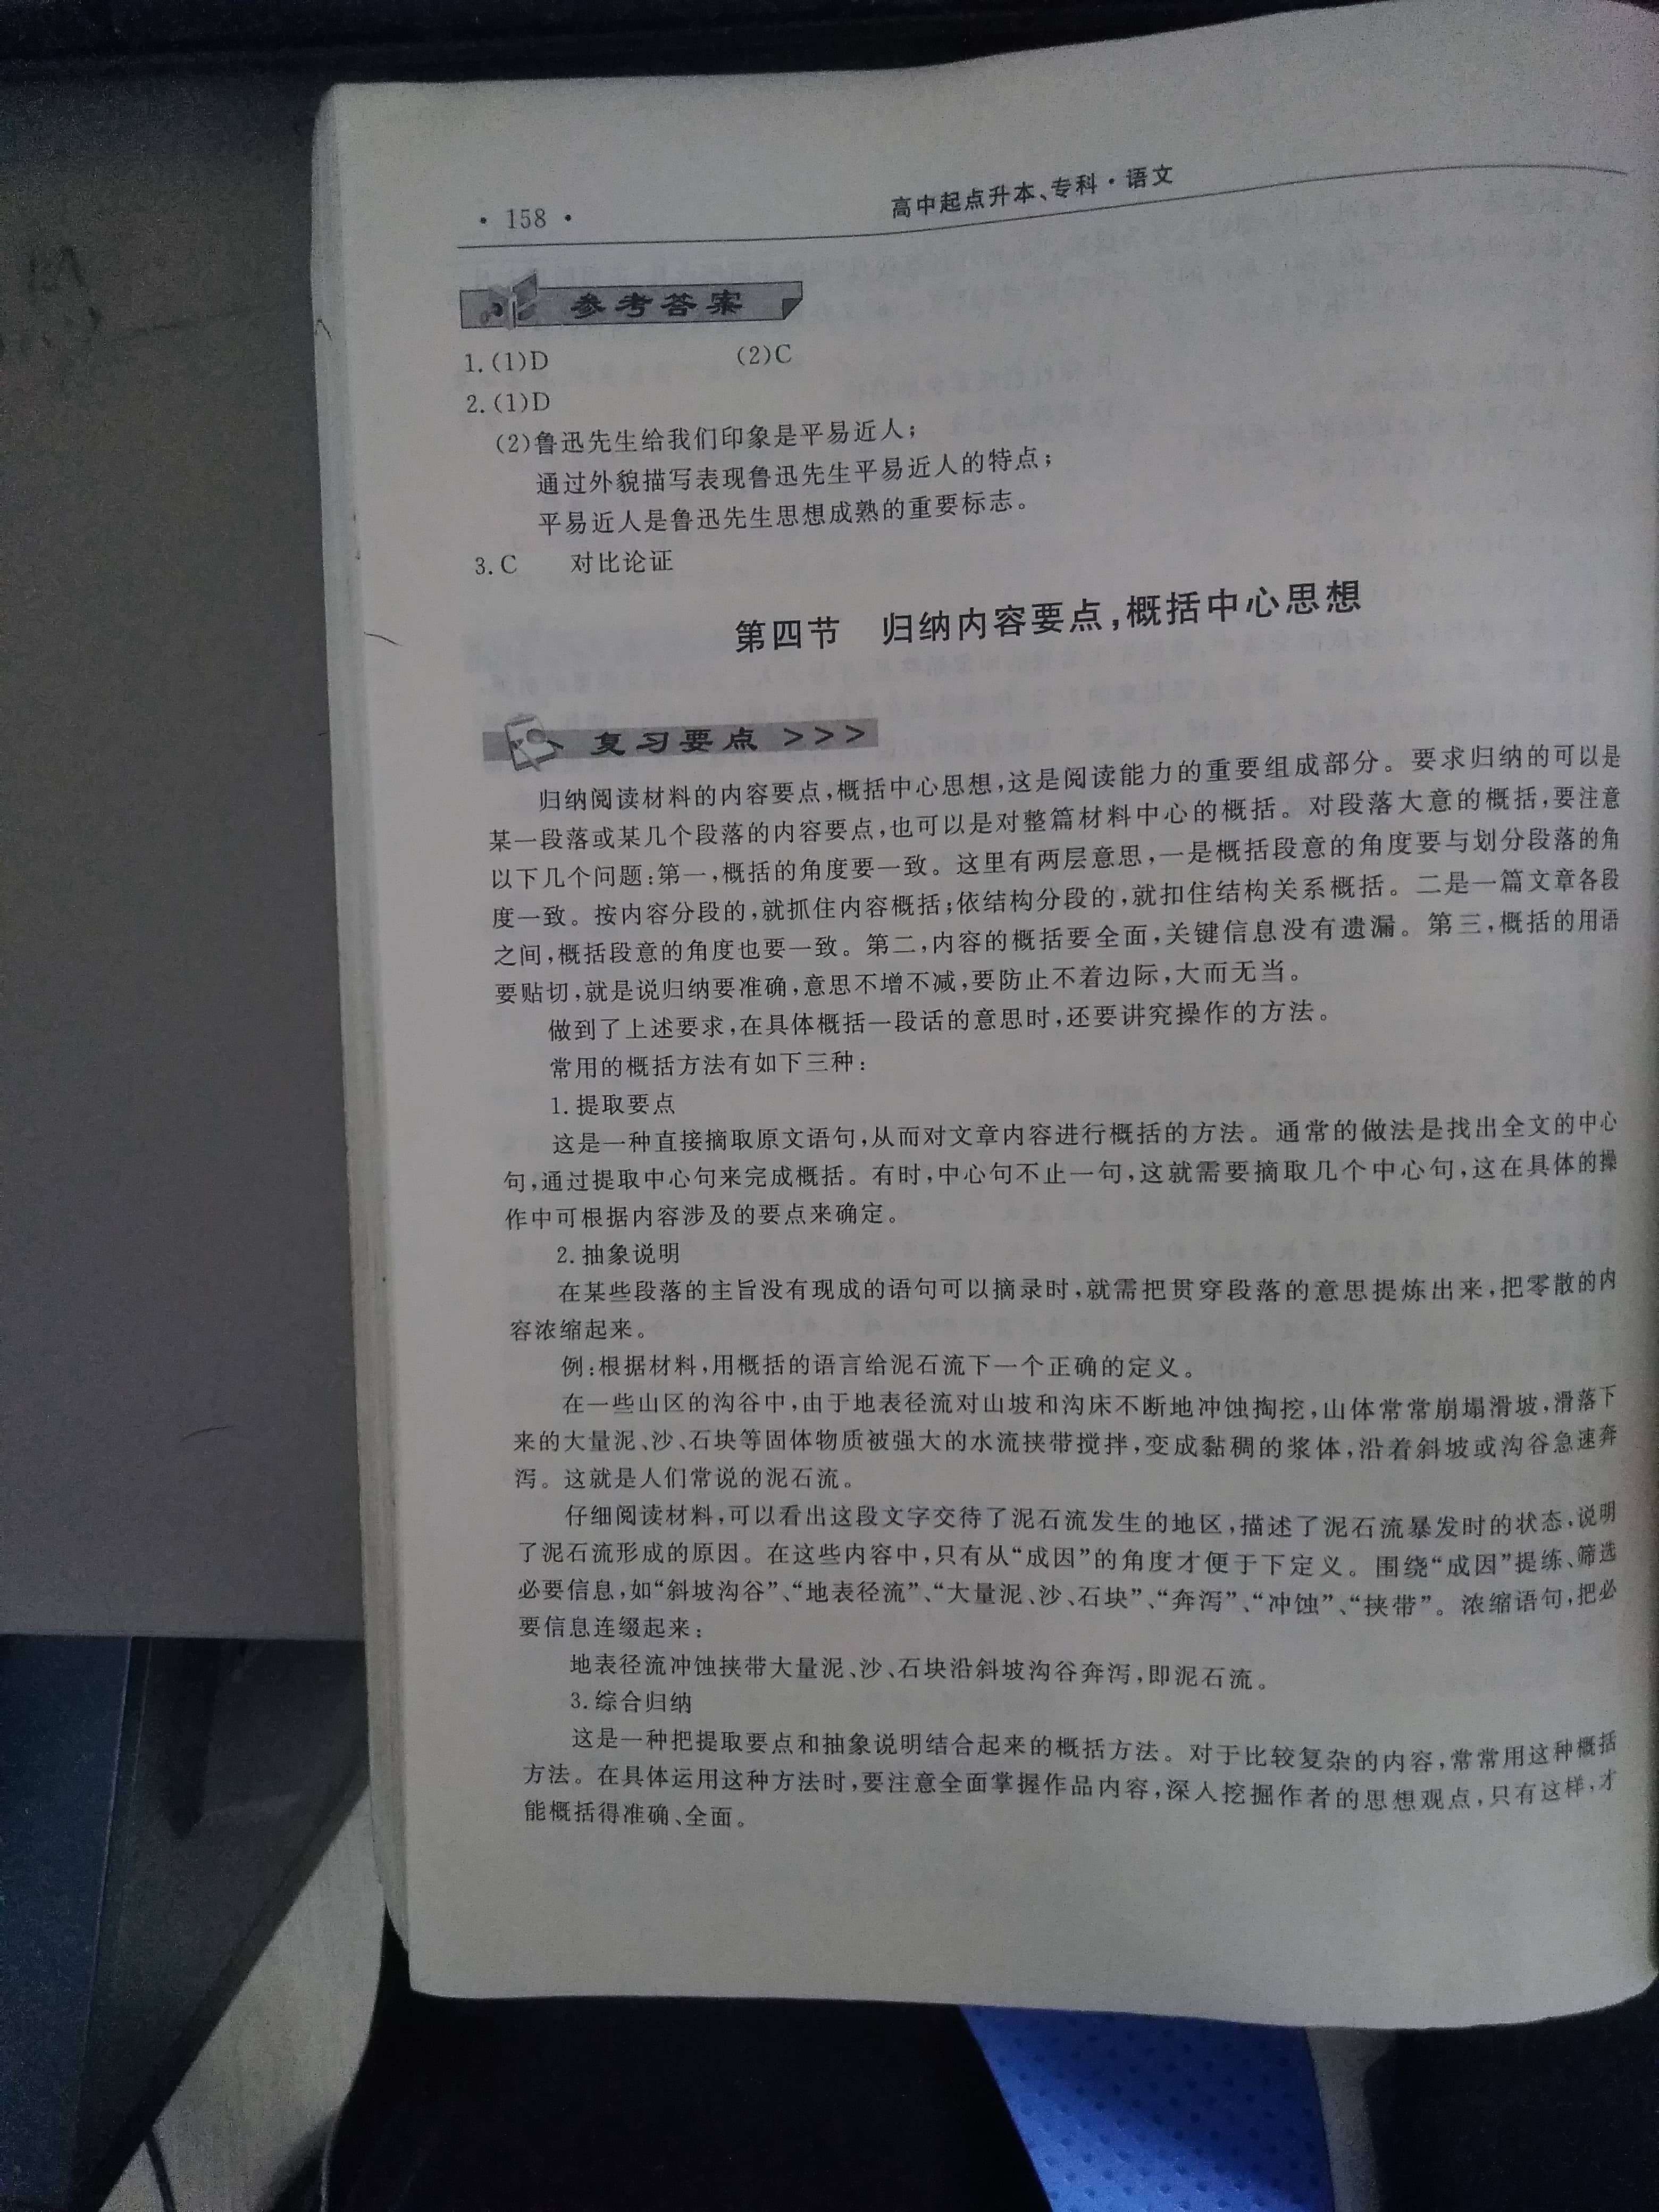 · 158 ·
高中起点升本、专科·语文
参考答案
1.(1)D (2)C
2.(1)D
(2)鲁迅先生给我们印象是平易近人;
通过外貌描写表现鲁迅先生平易近人的特点;
平易近人是鲁迅先生思想成熟的重要标志。
3.C 对比论证
第四节 归纳内容要点,概括中心思想
复习要点 >>>
归纳阅读材料的内容要点,概括中心思想,这是阅读能力的重要组成部分。要求归纳的可以是
某一段落或某几个段落的内容要点,也可以是对整篇材料中心的概括。对段落大意的概括,要注意
以下几个问题:第一,概括的角度要一致。这里有两层意思,一是概括段意的角度要与划分段落的角
度一致。按内容分段的,就抓住内容概括;依结构分段的,就扣住结构关系概括。二是一篇文章各段
之间,概括段意的角度也要一致。第二,内容的概括要全面,关键信息没有遗漏。第三,概括的用语
要贴切,就是说归纳要准确,意思不增不减,要防止不着边际,大而无当。
做到了上述要求,在具体概括一段话的意思时,还要讲究操作的方法。
常用的概括方法有如下三种:
1.提取要点
这是一种直接摘取原文语句,从而对文章内容进行概括的方法。通常的做法是找出全文的中心
句,通过提取中心句来完成概括。有时,中心句不止一句,这就需要摘取几个中心句,这在具体的操
作中可根据内容涉及的要点来确定。
2.抽象说明
在某些段落的主旨没有现成的语句可以摘录时,就需把贯穿段落的意思提炼出来,把零散的内
容浓缩起来。
例:根据材料,用概括的语言给泥石流下一个正确的定义。
在一些山区的沟谷中,由于地表径流对山坡和沟床不断地冲蚀掏挖,山体常常崩塌滑坡,滑落下
来的大量泥、沙、石块等固体物质被强大的水流挟带搅拌,变成黏稠的浆体,沿着斜坡或沟谷急速奔
泻。这就是人们常说的泥石流。
仔细阅读材料,可以看出这段文字交待了泥石流发生的地区,描述了泥石流暴发时的状态,说明
了泥石流形成的原因。在这些内容中,只有从“成因”的角度才便于下定义。围绕“成因”提练、筛选
必要信息,如“斜坡沟谷”、“地表径流”、“大量泥、沙、石块”、“奔泻”、“冲蚀”、“挟带”。浓缩语句,把必
要信息连缀起来:
地表径流冲蚀挟带大量泥、沙、石块沿斜坡沟谷奔泻,即泥石流。
3.综合归纳
这是一种把提取要点和抽象说明结合起来的概括方法。对于比较复杂的内容,常常用这种概括
方法。在具体运用这种方法时,要注意全面掌握作品内容,深入挖掘作者的思想观点,只有这样,才
能概括得准确、全面。